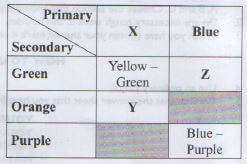 Primary
Secondary
X
Blue
Green
Yellow –
Green
Z
Orange
Y
Purple
Blue –
Purple